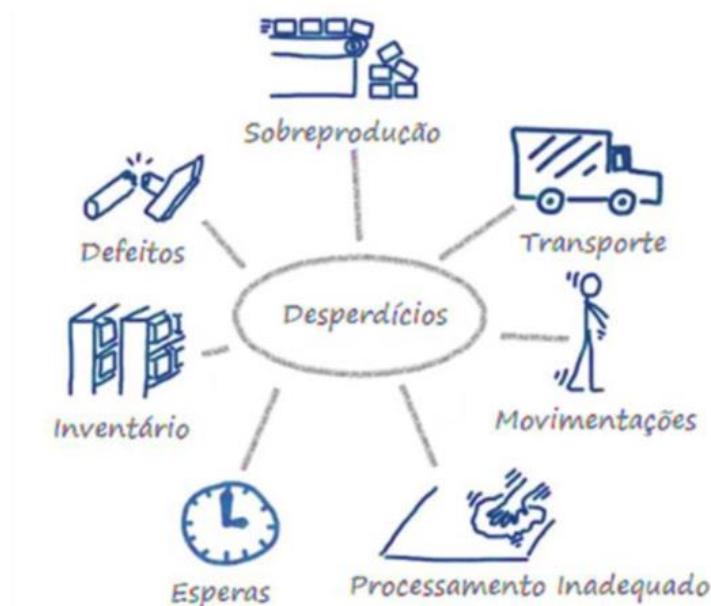 Sobreprodução
Transporte
Defeitos
Desperdícios
Movimentações
Inventário
Processamento Inadequado
Esperas